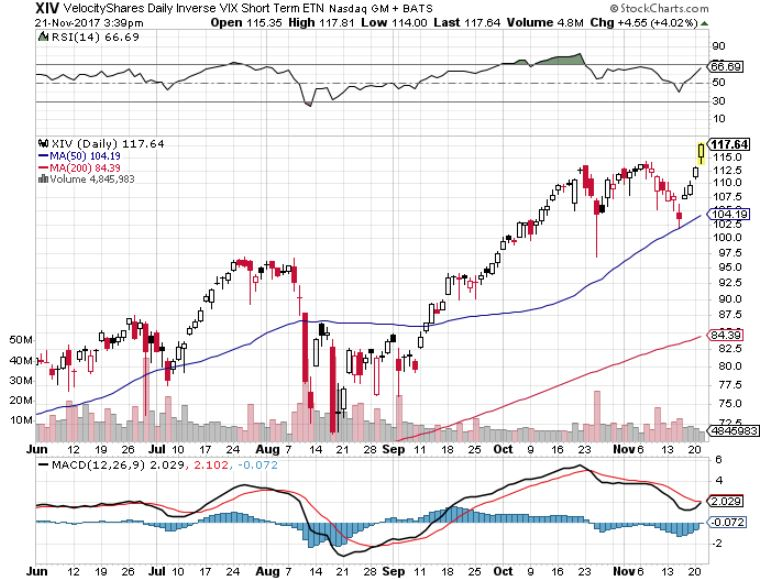 XIV VelocityShares Daily Inverse VIX Short Term ETN Nasdaq GM + BATS © StockCharts.com
21-Nov-2017 3:39pm Open 115.35 High 117.81 Low 114.00 Last 117.64 Volume 4.8M Chg +4.55 (+4.02%)
RSI(14) 66.69
90
70
66.69
50
30
10
XIV (Daily) 117.64
MA(50) 104.19
MA(200) 84.39
Volume 4,845,983
117.64
115.0
112.5
110.0
107.5
104.19
102.5
100.0
97.5
95.0
92.5
90.0
87.5
84.39
82.5
80.0
77.5
75.0
72.5
4845983
50M
40M
30M
20M
10M
Jun 12 19 26 Jul 10 17 24 Aug 7 14 21 28 Sep 11 18 25 Oct 9 16 23 Nov 6 13 20
MACD(12,26,9) 2.029, 2.102, -0.072
6
4
2.029
-0.072
-2
Jun 12 19 26 Jul 10 17 24 Aug 7 14 21 28 Sep 11 18 25 Oct 9 16 23 Nov 6 13 20